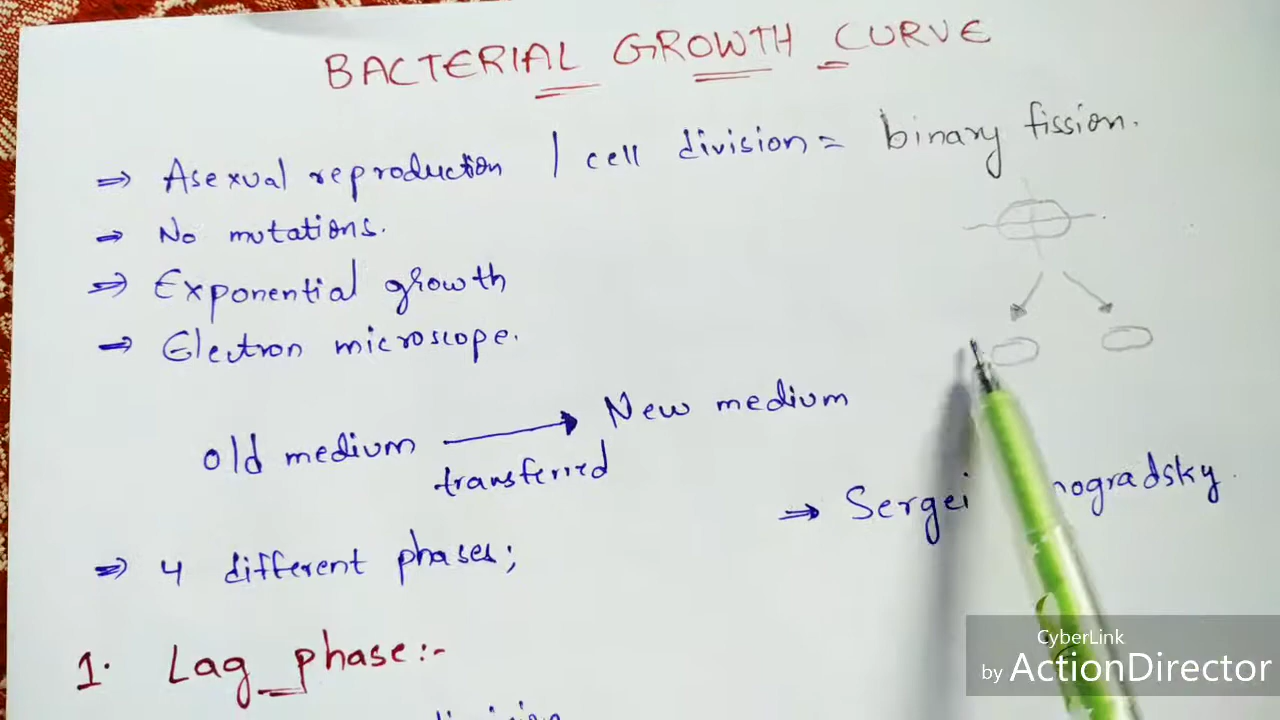 BACTERIAL GROWTH CURVE
⇒ Asexual reproduction / cell division = binary fission.
⇒ No mutations.
⇒ Exponential growth
⇒ Electron microscope.
old medium → New medium
transferred
⇒ Sergei nogradsky.
⇒ 4 different phases;
1. Lag phase:-
division
CyberLink
by ActionDirector